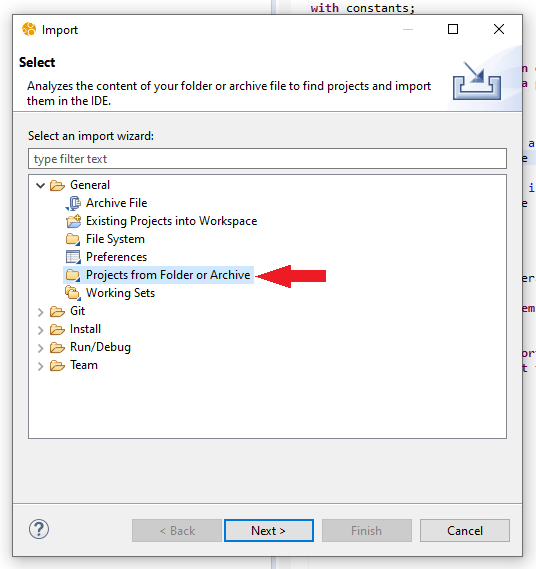 with constants;
Import
Select
Analyzes the content of your folder or archive file to find projects and import
them in the IDE.
Select an import wizard:
type filter text
General
Archive File
Existing Projects into Workspace
File System
Preferences
Projects from Folder or Archive
Working Sets
Git
Install
Run/Debug
Team
< Back
Next >
Finish
Cancel